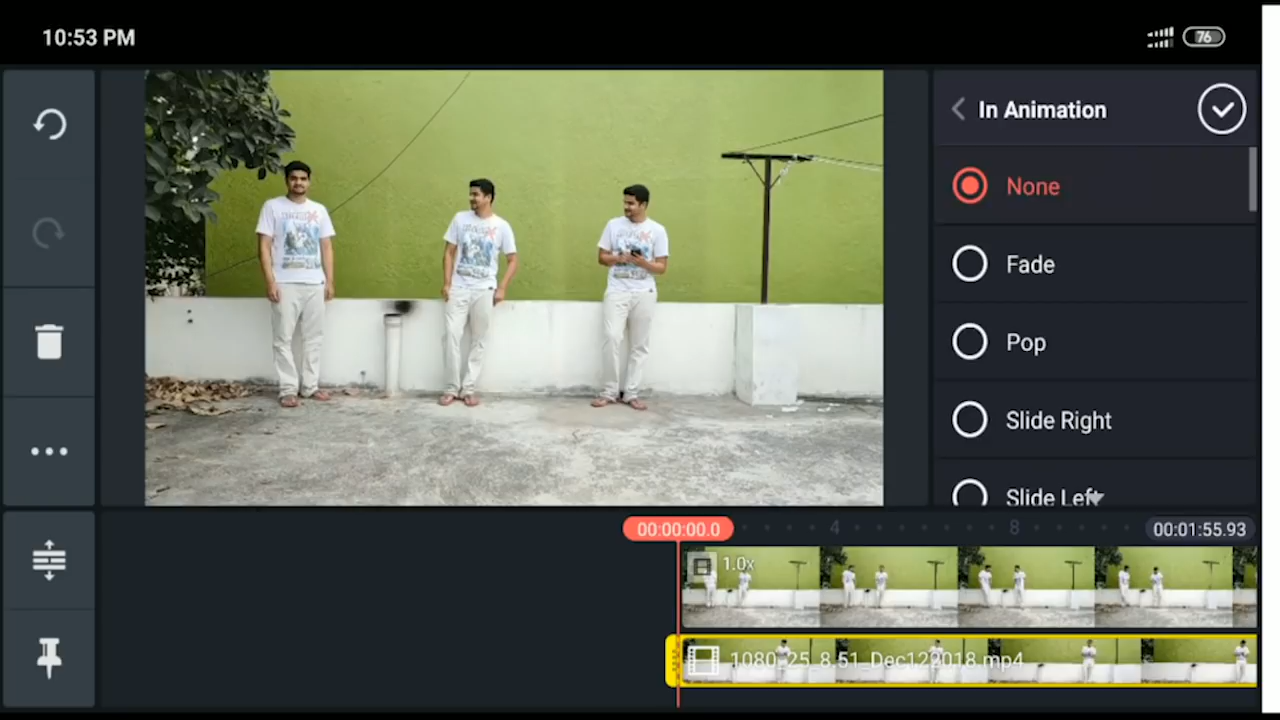 10:53 PM
76
In Animation
None
Fade
Pop
Slide Right
Slide Left
00:00:00.0
4
8
00:01:55.93
1.0x
1080_25_8.51_Dec122018.mp4